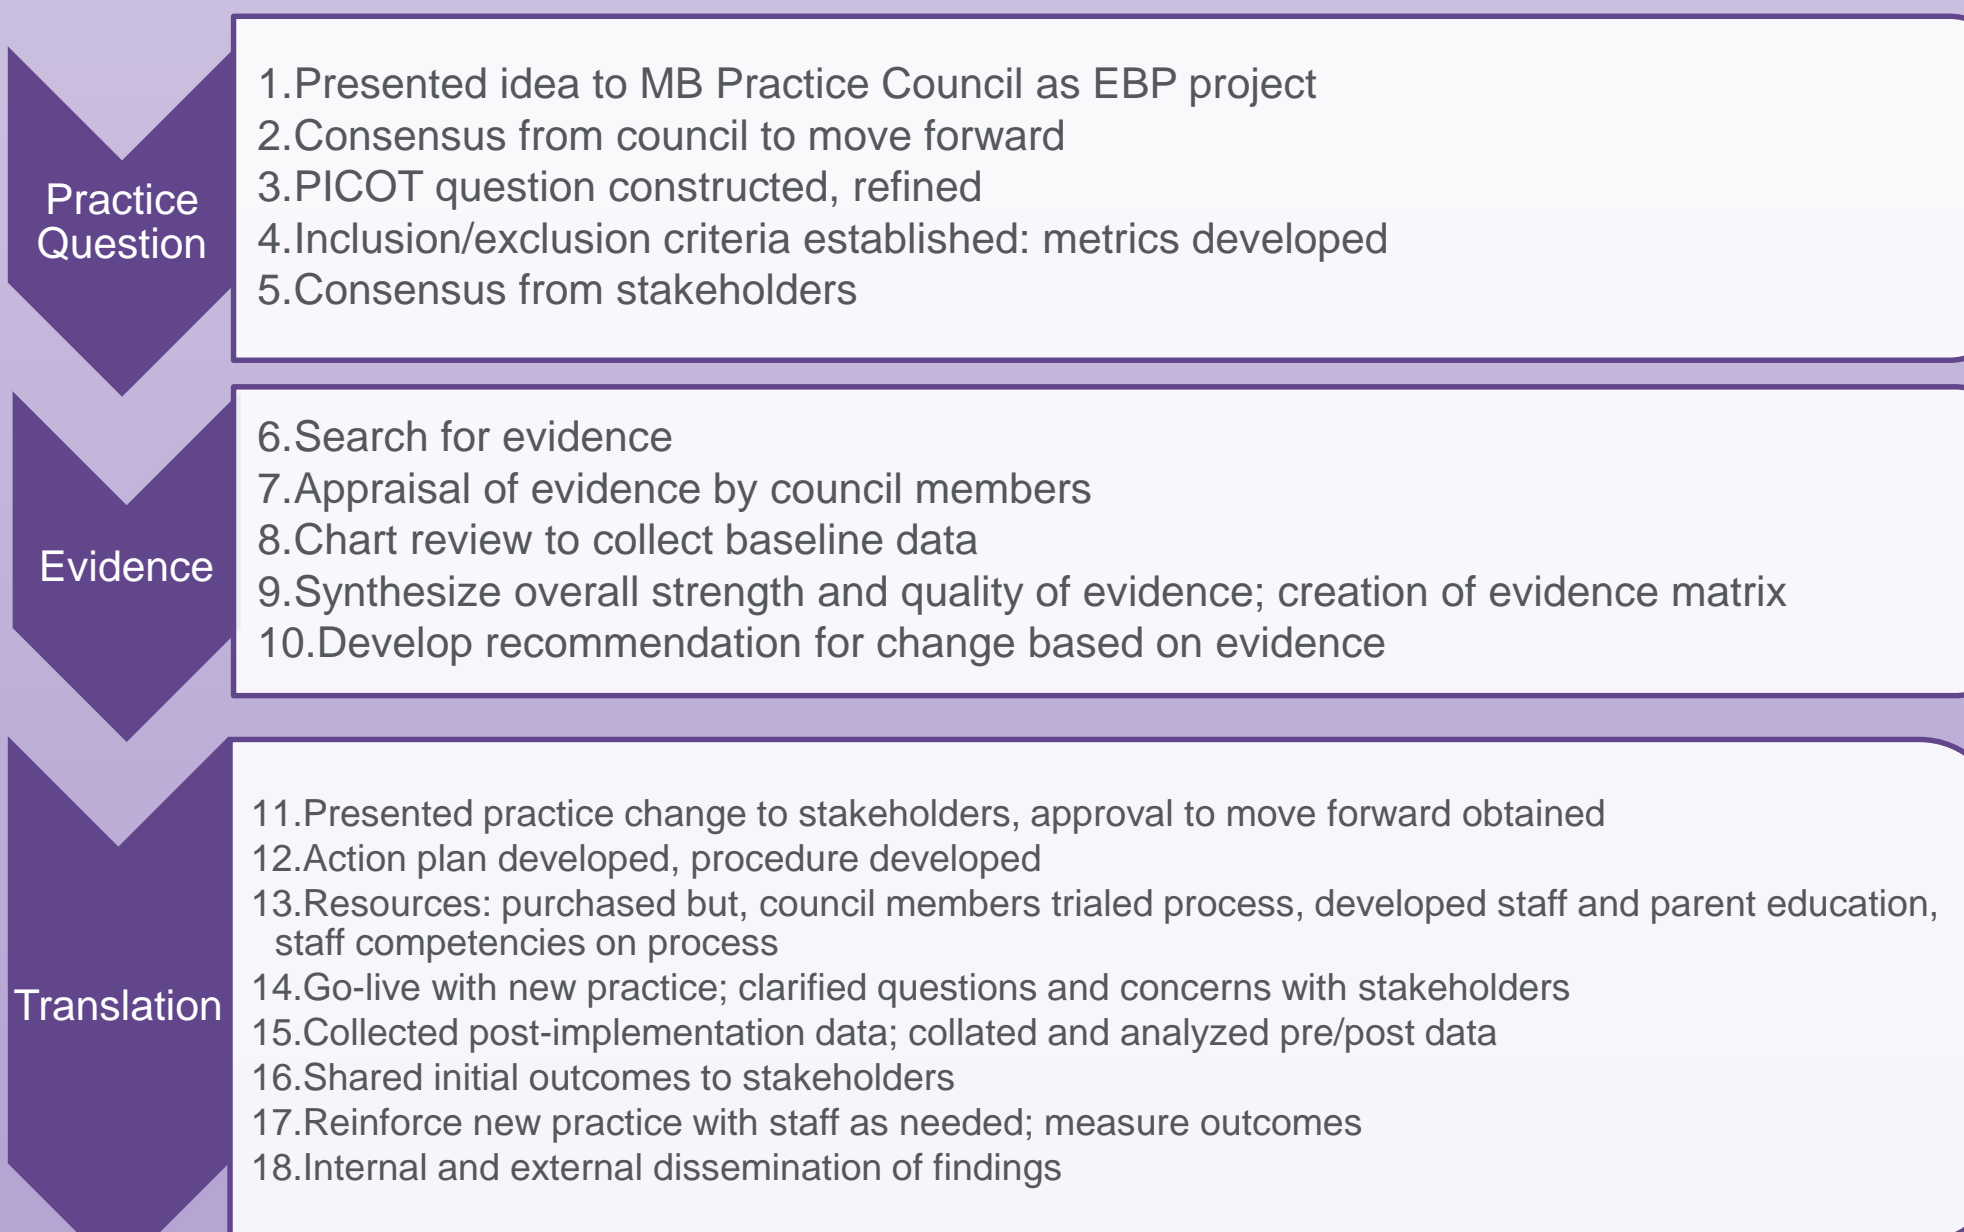 Practice
Question
1.Presented idea to MB Practice Council as EBP project
2.Consensus from council to move forward
3.PICOT question constructed, refined
4.Inclusion/exclusion criteria established: metrics developed
5.Consensus from stakeholders
Evidence
6.Search for evidence
7.Appraisal of evidence by council members
8.Chart review to collect baseline data
9.Synthesize overall strength and quality of evidence; creation of evidence matrix
10.Develop recommendation for change based on evidence
Translation
11.Presented practice change to stakeholders, approval to move forward obtained
12.Action plan developed, procedure developed
13.Resources: purchased but, council members trialed process, developed staff and parent education,
staff competencies on process
14.Go-live with new practice; clarified questions and concerns with stakeholders
15.Collected post-implementation data; collated and analyzed pre/post data
16.Shared initial outcomes to stakeholders
17.Reinforce new practice with staff as needed; measure outcomes
18.Internal and external dissemination of findings